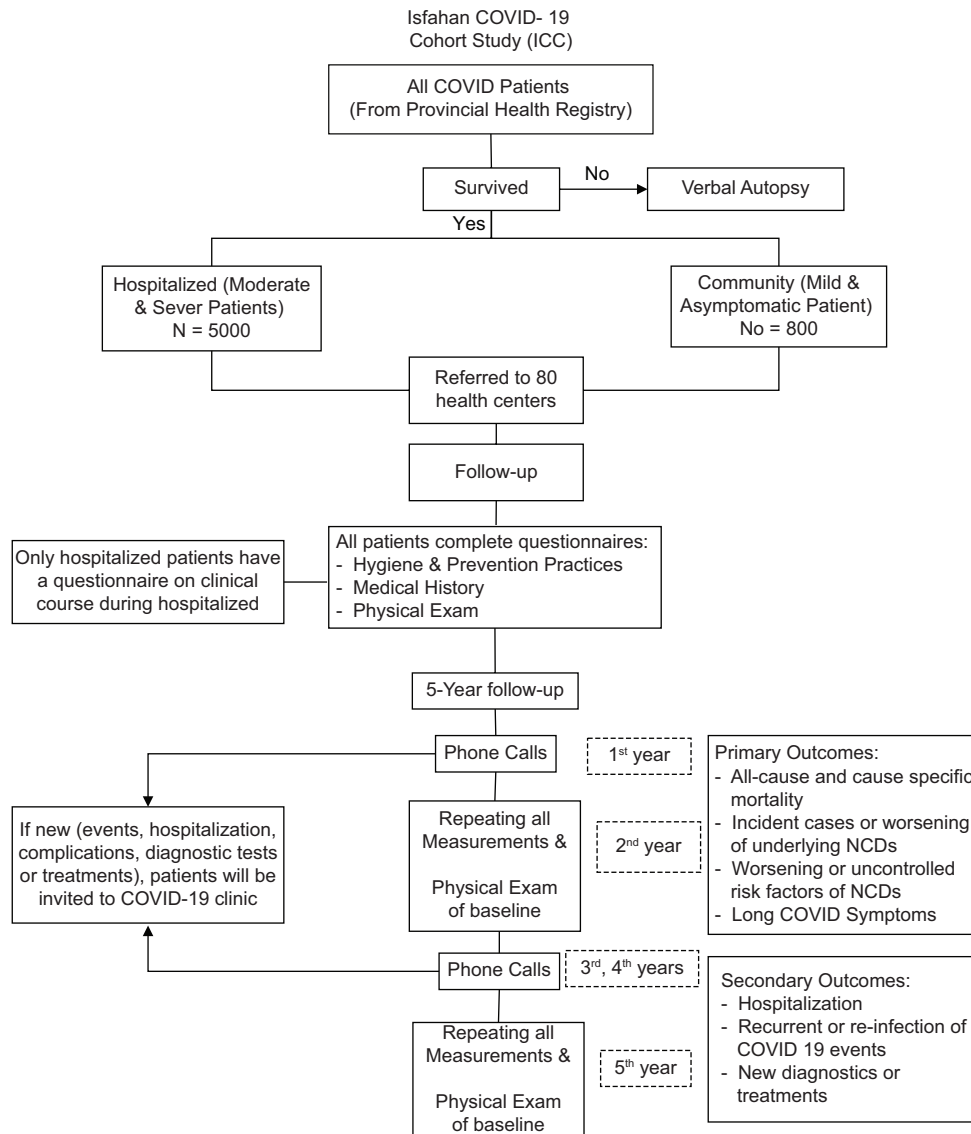 Isfahan COVID- 19
Cohort Study (ICC)
All COVID Patients
(From Provincial Health Registry)
Survived
No
Verbal Autopsy
Yes
Hospitalized (Moderate
& Sever Patients)
N = 5000
Community (Mild &
Asymptomatic Patient)
No = 800
Referred to 80
health centers
Follow-up
Only hospitalized patients have
a questionnaire on clinical
course during hospitalized
All patients complete questionnaires:
- Hygiene & Prevention Practices
- Medical History
- Physical Exam
5-Year follow-up
Phone Calls
1st year
If new (events, hospitalization,
complications, diagnostic tests
or treatments), patients will be
invited to COVID-19 clinic
Repeating all
Measurements &
Physical Exam
of baseline
2nd year
Primary Outcomes:
- All-cause and cause specific
mortality
- Incident cases or worsening
of underlying NCDs
- Worsening or uncontrolled
risk factors of NCDs
- Long COVID Symptoms
Phone Calls
3rd, 4th years
Repeating all
Measurements &
Physical Exam
of baseline
5th year
Secondary Outcomes:
- Hospitalization
- Recurrent or re-infection of
COVID 19 events
- New diagnostics or
treatments